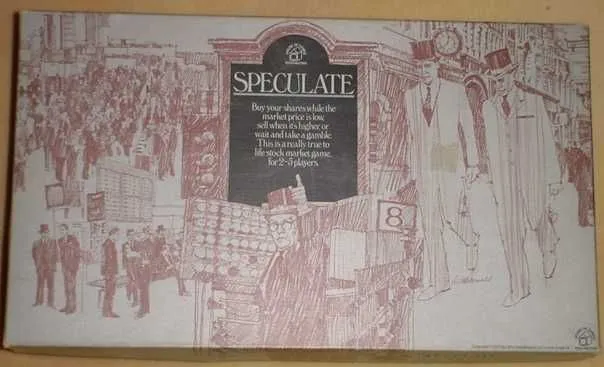 SPECULATE
Buy your shares while the
market price is low,
sell when it's higher or
wait and take a gamble.
This is a really true to
life stock market game.
for 2-5 players.
8